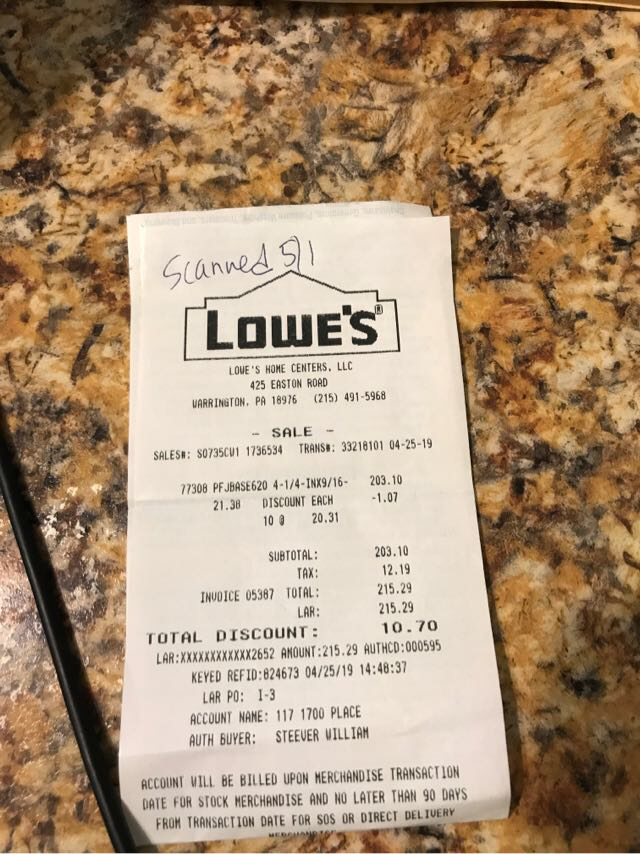 Scanned 5/1
LOWE'S®
LOWE'S HOME CENTERS, LLC
425 EASTON ROAD
WARRINGTON, PA 18976 (215) 491-5968
- SALE -
SALES#: S0735CW1 1736534 TRANS#: 33218101 04-25-19
77308 PFJBASE620 4-1/4-INX9/16- 203.10
21.38 DISCOUNT EACH -1.07
10 @ 20.31
SUBTOTAL: 203.10
TAX: 12.19
INVOICE 05387 TOTAL: 215.29
LAR: 215.29
TOTAL DISCOUNT: 10.70
LAR:XXXXXXXXXXXX2652 AMOUNT:215.29 AUTHCD:000595
KEYED REFID:824673 04/25/19 14:48:37
LAR PO: I-3
ACCOUNT NAME: 117 1700 PLACE
AUTH BUYER: STEEVER WILLIAM
ACCOUNT WILL BE BILLED UPON MERCHANDISE TRANSACTION
DATE FOR STOCK MERCHANDISE AND NO LATER THAN 90 DAYS
FROM TRANSACTION DATE FOR SOS OR DIRECT DELIVERY
MERCHANDISE